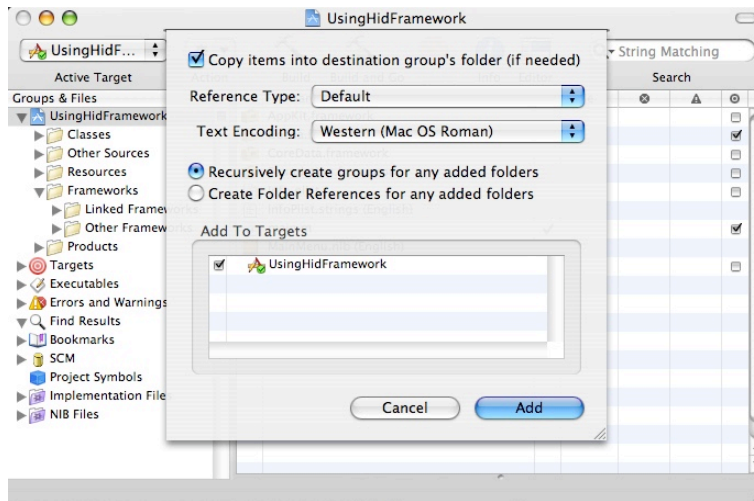 UsingHidFramework
UsingHidF...
String Matching
Active Target
Search
Groups & Files
UsingHidFramework
Classes
Other Sources
Resources
Frameworks
Linked Framew
Other Framew
Products
Targets
Executables
Errors and Warnings
Find Results
Bookmarks
SCM
Project Symbols
Implementation File
NIB Files
Copy items into destination group's folder (if needed)
Reference Type: Default
Text Encoding: Western (Mac OS Roman)
Recursively create groups for any added folders
Create Folder References for any added folders
Add To Targets
UsingHidFramework
Cancel
Add